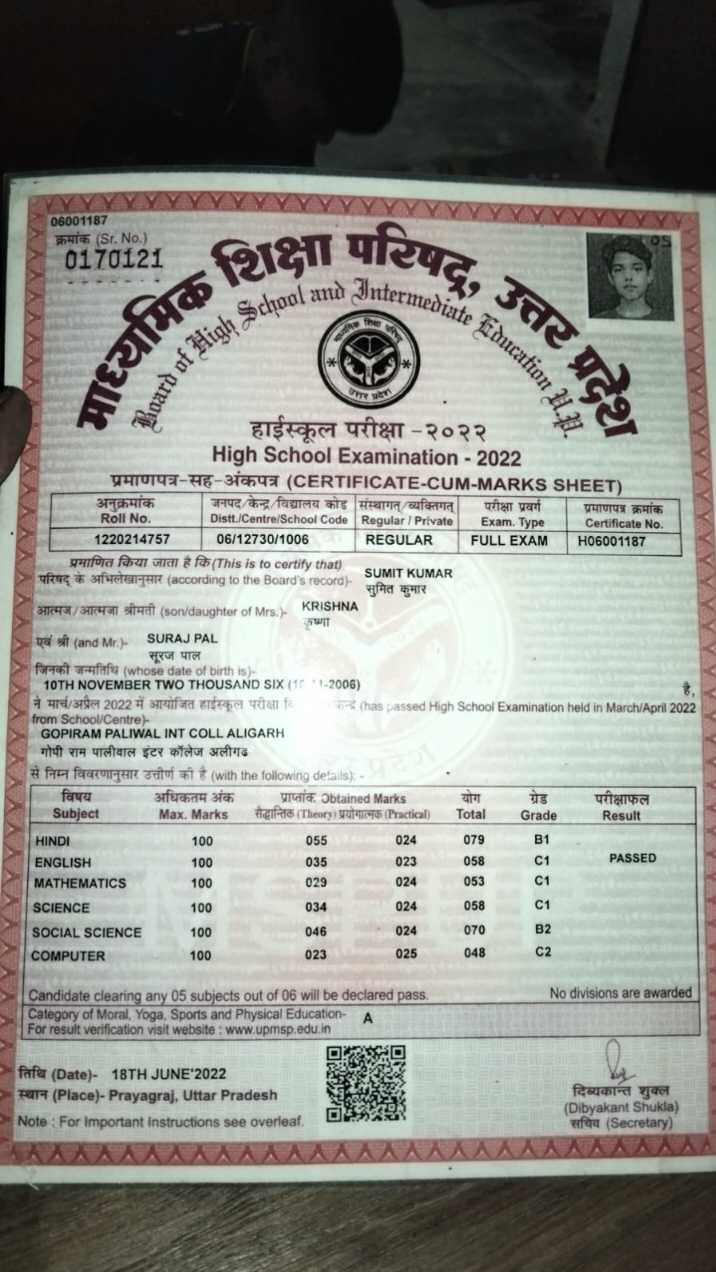 06001187
क्रमांक (Sr. No.)
0170121
माध्यमिक शिक्षा परिषद्, उत्तर प्रदेश
Board of High School and Intermediate Education U.P.
उत्तर प्रदेश
हाईस्कूल परीक्षा -२०२२
High School Examination - 2022
प्रमाणपत्र-सह-अंकपत्र (CERTIFICATE-CUM-MARKS SHEET)
अनुक्रमांक जनपद/केन्द्र/विद्यालय कोड संस्थागत/व्यक्तिगत परीक्षा प्रवर्ग प्रमाणपत्र क्रमांक
Roll No. Distt./Centre/School Code Regular / Private Exam. Type Certificate No.
1220214757 06/12730/1006 REGULAR FULL EXAM H06001187
प्रमाणित किया जाता है कि (This is to certify that)
परिषद् के अभिलेखानुसार (according to the Board's record)- SUMIT KUMAR
सुमित कुमार
आत्मज/आत्मजा श्रीमती (son/daughter of Mrs.)- KRISHNA
कृष्णा
एवं श्री (and Mr.)- SURAJ PAL
सूरज पाल
जिनकी जन्मतिथि (whose date of birth is)-
10TH NOVEMBER TWO THOUSAND SIX -2006) है,
ने मार्च/अप्रैल 2022 में आयोजित हाईस्कूल परीक्षा (has passed High School Examination held in March/April 2022
from School/Centre)-
GOPIRAM PALIWAL INT COLL ALIGARH
गोपी राम पालीवाल इंटर कॉलेज अलीगढ
से निम्न विवरणानुसार उत्तीर्ण की है (with the following details): -
विषय अधिकतम अंक प्राप्तांक Obtained Marks योग ग्रेड परीक्षाफल
Subject Max. Marks सैद्धान्तिक (Theory) प्रयोगात्मक (Practical) Total Grade Result
HINDI 100 055 024 079 B1
ENGLISH 100 035 023 058 C1 PASSED
MATHEMATICS 100 029 024 053 C1
SCIENCE 100 034 024 058 C1
SOCIAL SCIENCE 100 046 024 070 B2
COMPUTER 100 023 025 048 C2
Candidate clearing any 05 subjects out of 06 will be declared pass. No divisions are awarded
Category of Moral, Yoga, Sports and Physical Education- A
For result verification visit website : www.upmsp.edu.in
तिथि (Date)- 18TH JUNE'2022
स्थान (Place)- Prayagraj, Uttar Pradesh
दिब्यकान्त शुक्ल
(Dibyakant Shukla)
सचिव (Secretary)
Note : For Important Instructions see overleaf.